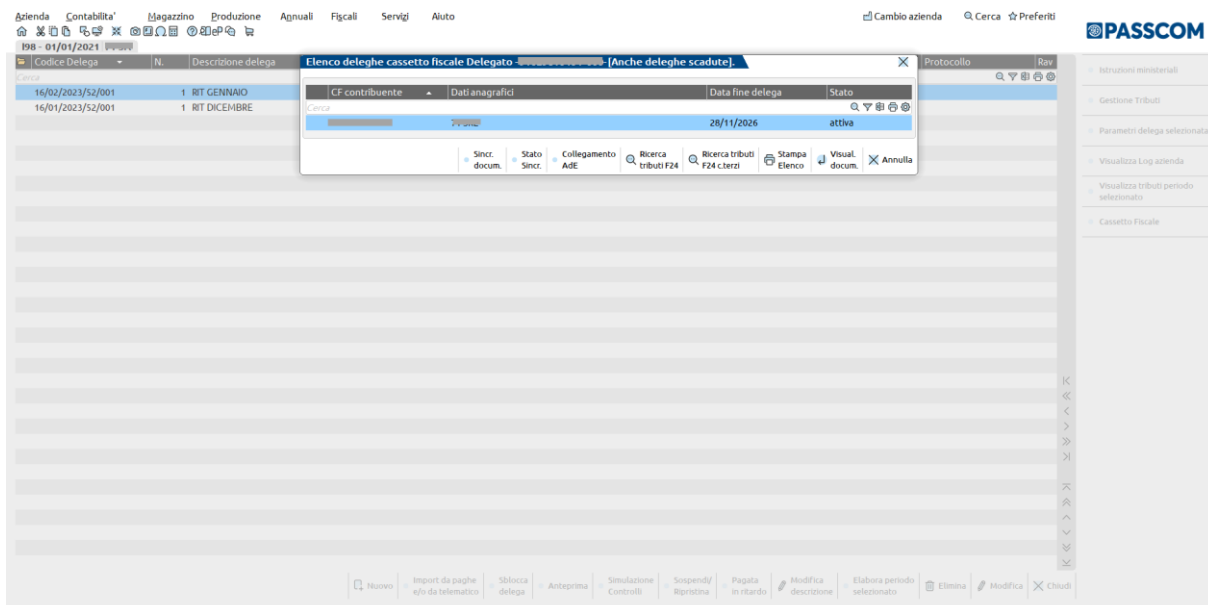 Azienda Contabilita' Magazzino Produzione Annuali Fiscali Servizi Aiuto Cambio azienda Cerca Preferiti
PASSCOM
I98 - 01/01/2021
Codice Delega N. Descrizione delega Elenco deleghe cassetto fiscale Delegato - - [Anche deleghe scadute]. Protocollo Rav
Cerca
16/02/2023/52/001 1 RIT GENNAIO
16/01/2023/52/001 1 RIT DICEMBRE
CF contribuente Dati anagrafici Data fine delega Stato
Cerca
28/11/2026 attiva
Sincr. docum.
Stato Sincr.
Collegamento AdE
Ricerca tributi F24
Ricerca tributi F24 c.terzi
Stampa Elenco
Visual. docum.
Annulla
Istruzioni ministeriali
Gestione Tributi
Parametri delega selezionata
Visualizza Log azienda
Visualizza tributi periodo
selezionato
Cassetto Fiscale
Nuovo
Import da paghe e/o da telematico
Sblocca delega
Anteprima
Simulazione Controlli
Sospendi/ Ripristina
Pagata in ritardo
Modifica descrizione
Elabora periodo selezionato
Elimina
Modifica
Chiudi